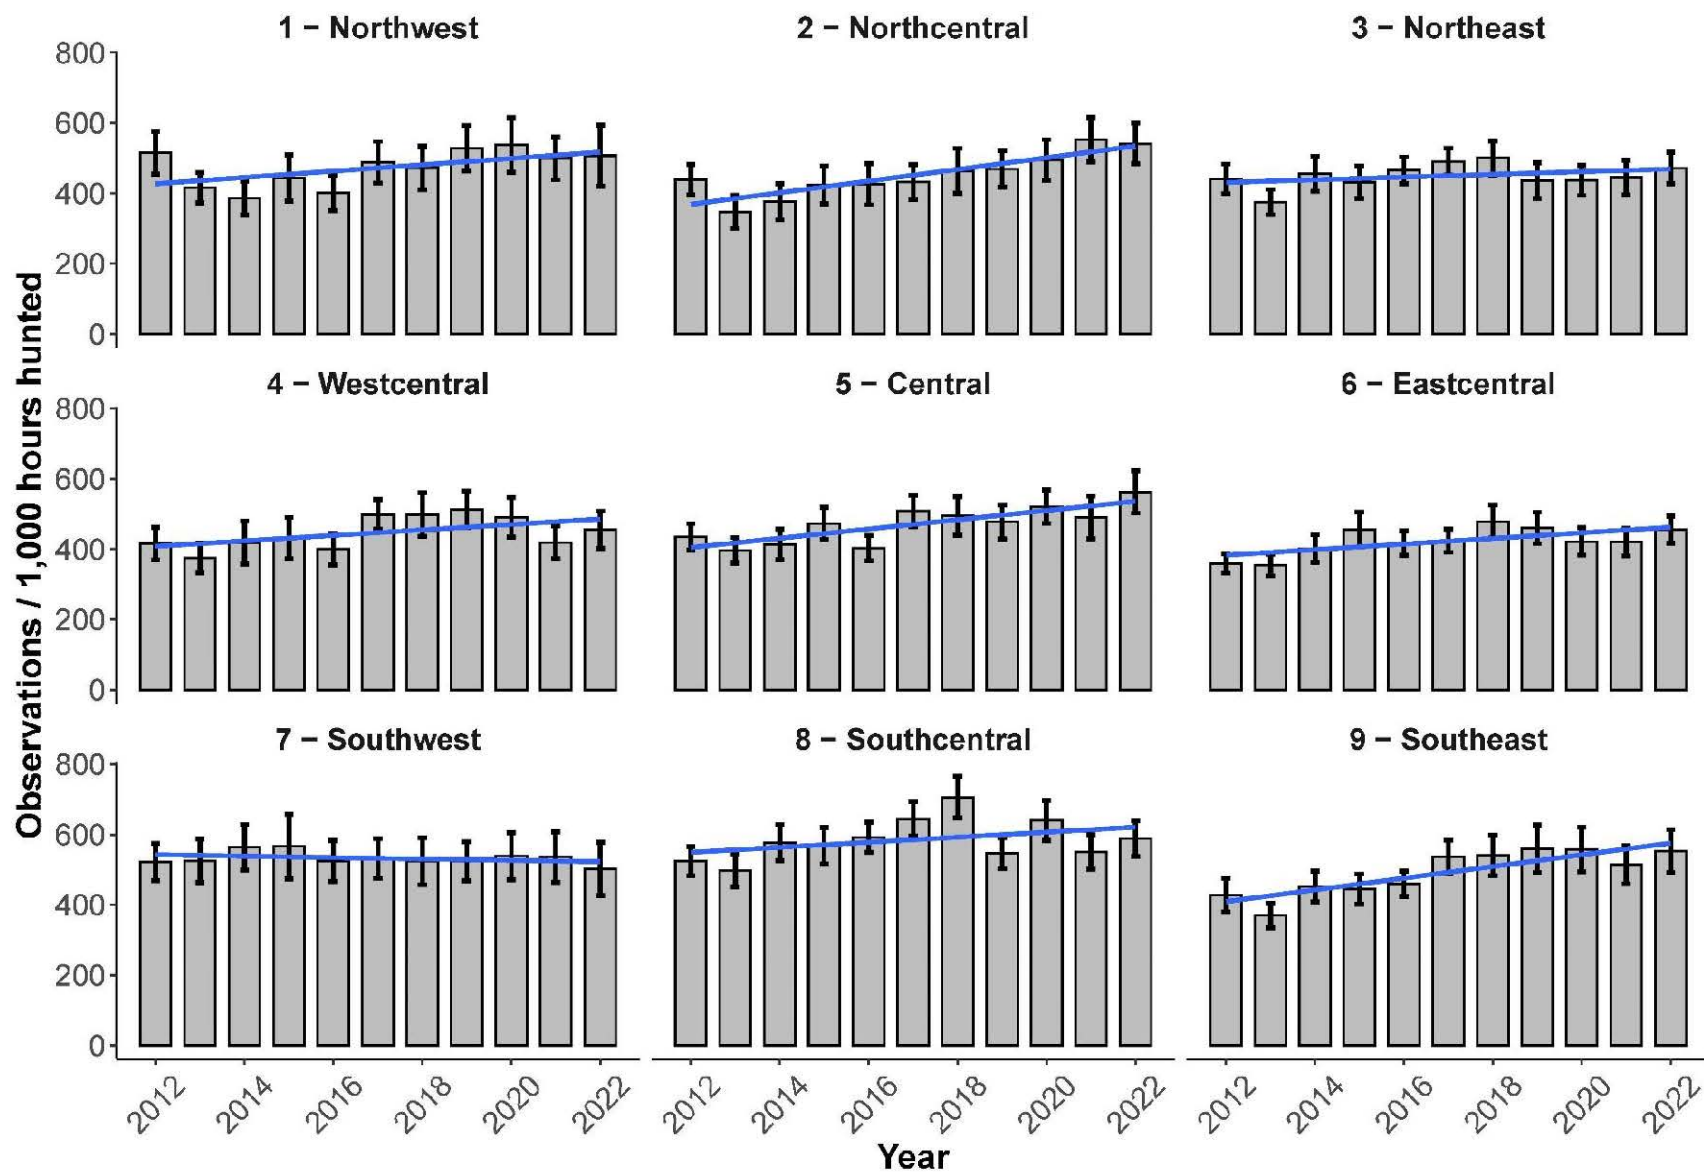 1 – Northwest
2 – Northcentral
3 – Northeast
800
600
400
200
0
4 – Westcentral
5 – Central
6 – Eastcentral
800
600
400
200
0
7 – Southwest
8 – Southcentral
9 – Southeast
800
600
400
200
0
Observations / 1,000 hours hunted
2012 2014 2016 2018 2020 2022
2012 2014 2016 2018 2020 2022
2012 2014 2016 2018 2020 2022
Year